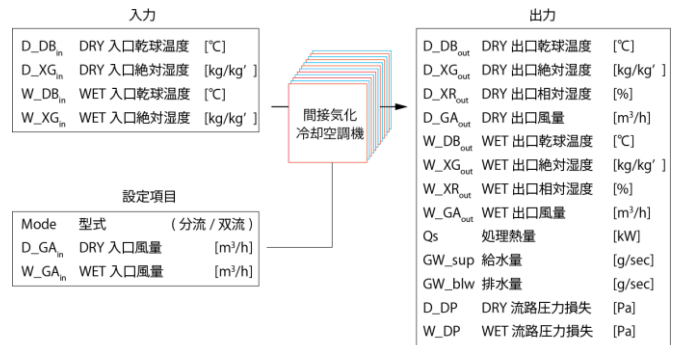 入力
D_DBin DRY 入口乾球温度 [℃]
D_XGin DRY 入口絶対湿度 [kg/kg′]
W_DBin WET 入口乾球温度 [℃]
W_XGin WET 入口絶対湿度 [kg/kg′]
設定項目
Mode 型式 (分流/双流)
D_GAin DRY 入口風量 [m³/h]
W_GAin WET 入口風量 [m³/h]
間接気化
冷却空調機
出力
D_DBout DRY 出口乾球温度 [℃]
D_XGout DRY 出口絶対湿度 [kg/kg′]
D_XRout DRY 出口相対湿度 [%]
D_GAout DRY 出口風量 [m³/h]
W_DBout WET 出口乾球温度 [℃]
W_XGout WET 出口絶対湿度 [kg/kg′]
W_XRout WET 出口相対湿度 [%]
W_GAout WET 出口風量 [m³/h]
Qs 処理熱量 [kW]
GW_sup 給水量 [g/sec]
GW_blw 排水量 [g/sec]
D_DP DRY 流路圧力損失 [Pa]
W_DP WET 流路圧力損失 [Pa]